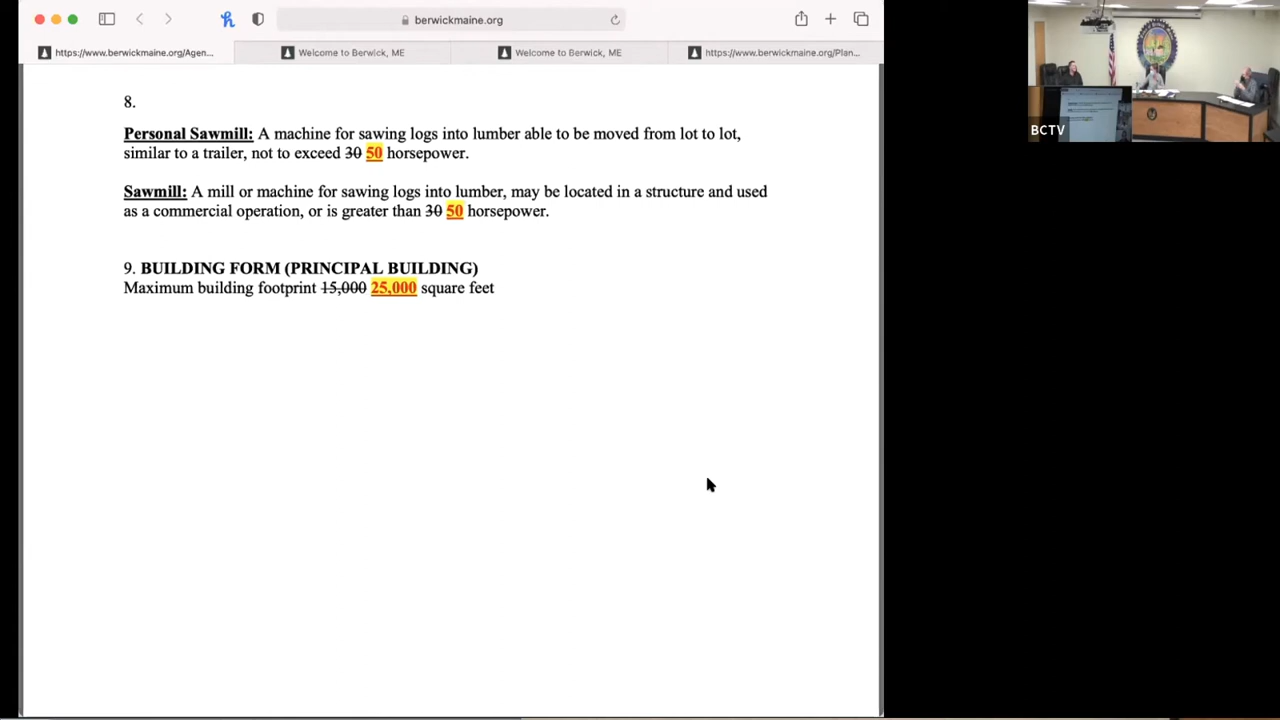 berwickmaine.org
https://www.berwickmaine.org/Agen...
Welcome to Berwick, ME
Welcome to Berwick, ME
https://www.berwickmaine.org/Plan...
BCTV
8.
Personal Sawmill: A machine for sawing logs into lumber able to be moved from lot to lot,
similar to a trailer, not to exceed 30 50 horsepower.
Sawmill: A mill or machine for sawing logs into lumber, may be located in a structure and used
as a commercial operation, or is greater than 30 50 horsepower.
9. BUILDING FORM (PRINCIPAL BUILDING)
Maximum building footprint 15,000 25,000 square feet